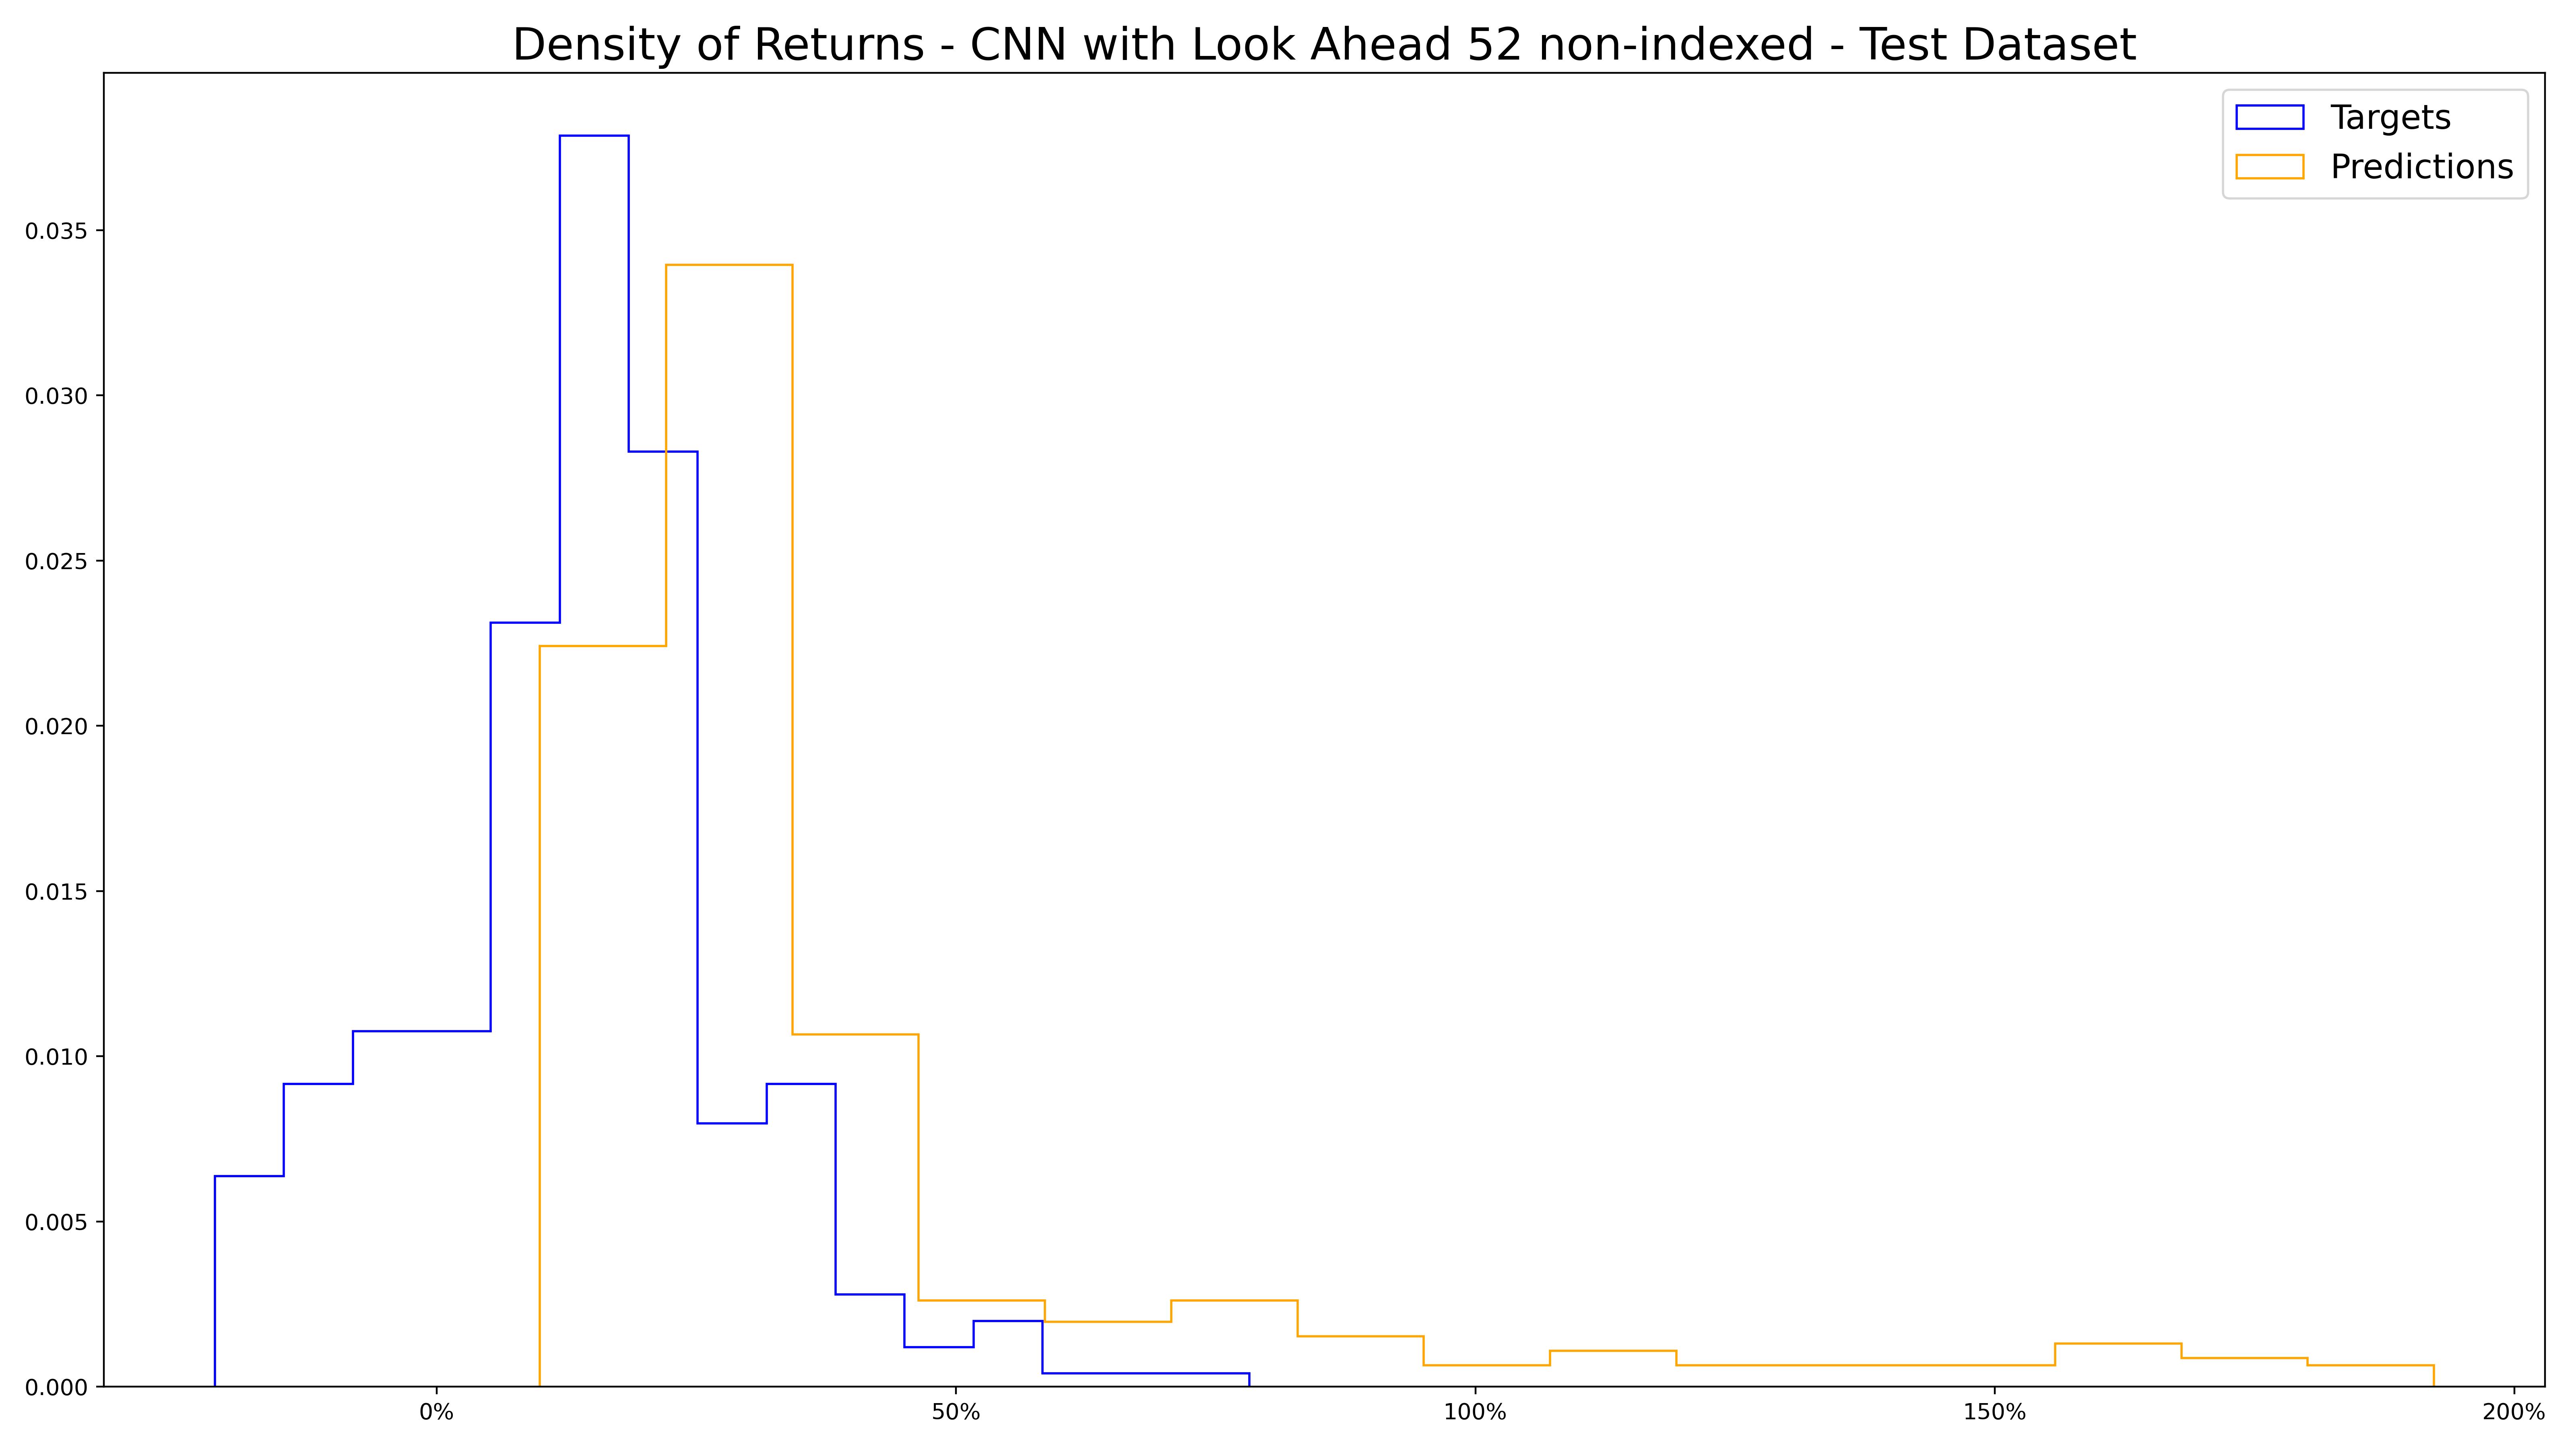 Density of Returns - CNN with Look Ahead 52 non-indexed - Test Dataset
Targets
Predictions
0.035
0.030
0.025
0.020
0.015
0.010
0.005
0.000
0% 50% 100% 150% 200%